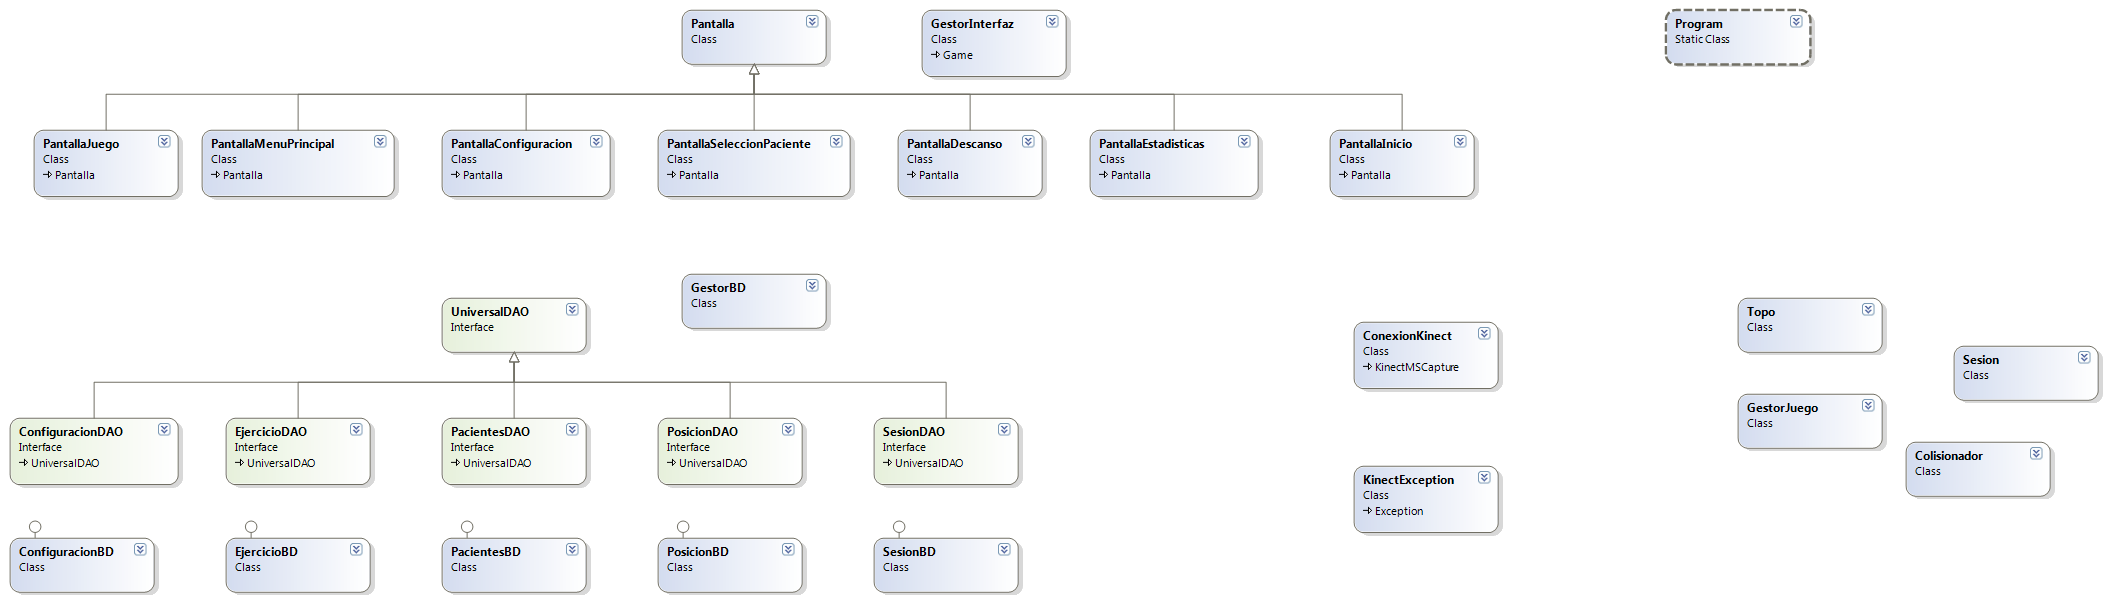 Pantalla
Class
GestorInterfaz
Class
Game
Program
Static Class
PantallaJuego
Class
Pantalla
PantallaMenuPrincipal
Class
Pantalla
PantallaConfiguracion
Class
Pantalla
PantallaSeleccionPaciente
Class
Pantalla
PantallaDescanso
Class
Pantalla
PantallaEstadisticas
Class
Pantalla
PantallaInicio
Class
Pantalla
GestorBD
Class
UniversalDAO
Interface
ConexionKinect
Class
KinectMSCapture
Topo
Class
Sesion
Class
GestorJuego
Class
Colisionador
Class
KinectException
Class
Exception
ConfiguracionDAO
Interface
UniversalDAO
EjercicioDAO
Interface
UniversalDAO
PacientesDAO
Interface
UniversalDAO
PosicionDAO
Interface
UniversalDAO
SesionDAO
Interface
UniversalDAO
ConfiguracionBD
Class
EjercicioBD
Class
PacientesBD
Class
PosicionBD
Class
SesionBD
Class